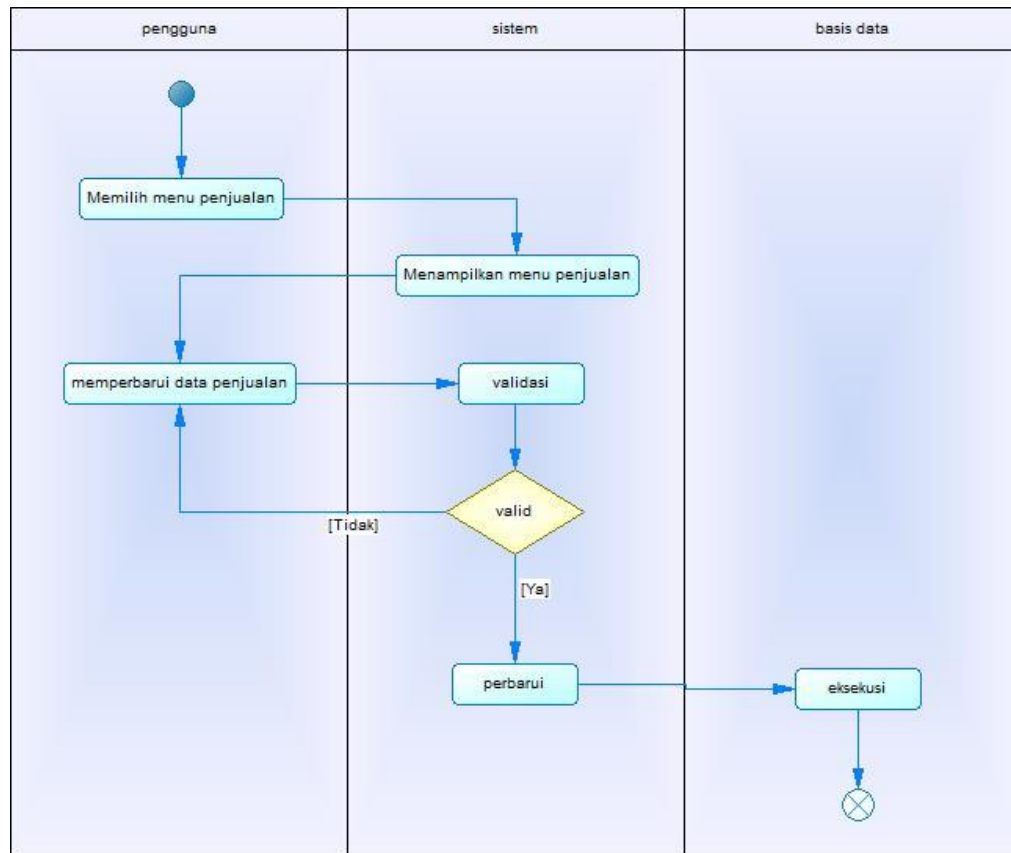 pengguna
sistem
basis data
Memilih menu penjualan
Menampilkan menu penjualan
memperbarui data penjualan
validasi
valid
[Tidak]
[Ya]
perbarui
eksekusi